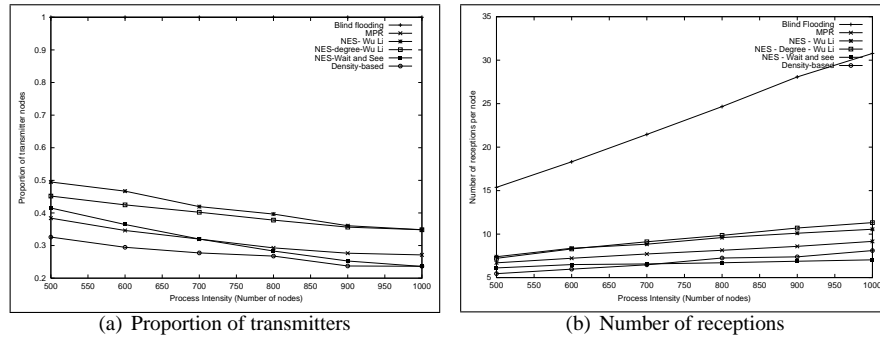 1
0.9
0.8
0.7
0.6
0.5
0.4
0.3
0.2
500 550 600 650 700 750 800 850 900 950 1000
Proportion of transmitter nodes
Process Intensity (Number of nodes)
Blind Flooding
MPR
NES- Wu Li
NES-degree-Wu Li
NES-Wait and See
Density-based
(a) Proportion of transmitters
35
30
25
20
15
10
5
500 600 700 800 900 1000
Number of receptions per node
Process Intensity (Number of nodes)
Blind Flooding
MPR
NES - Wu Li
NES - Degree - Wu Li
NES - Wait and see
Density-based
(b) Number of receptions